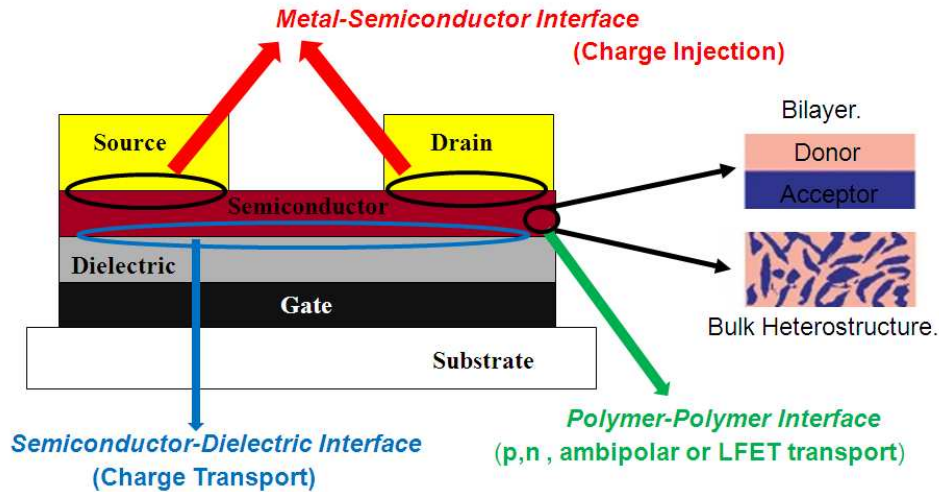 Metal-Semiconductor Interface
(Charge Injection)
Bilayer.
Source
Drain
Donor
Acceptor
Semiconductor
Dielectric
Gate
Bulk Heterostructure.
Substrate
Semiconductor-Dielectric Interface
(Charge Transport)
Polymer-Polymer Interface
(p,n , ambipolar or LFET transport)